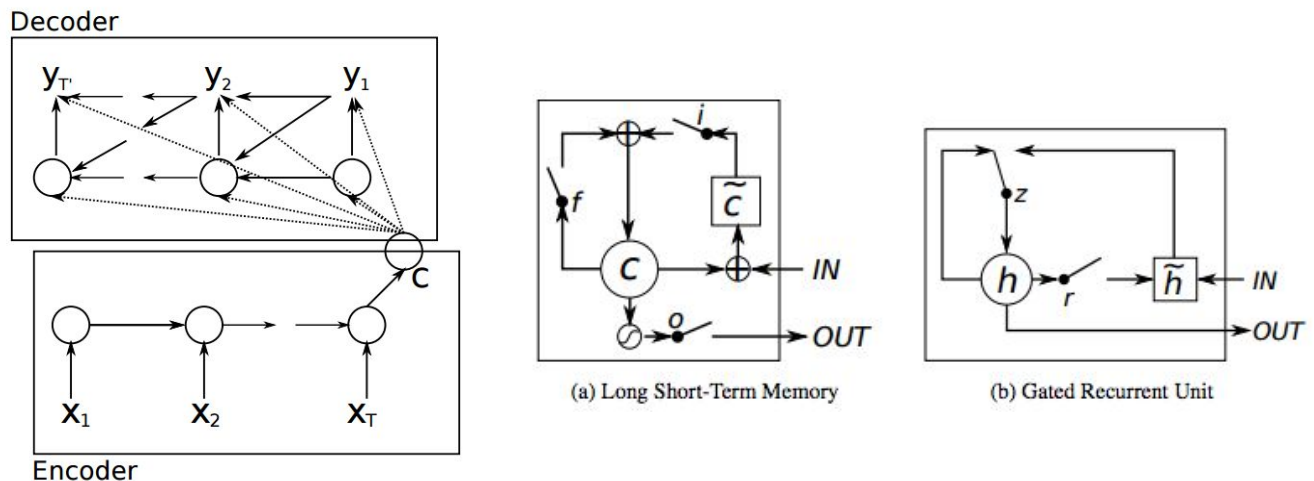 Decoder
y_T' y_2 y_1
c
x_1 x_2 x_T
Encoder
i
f
c̃
c
IN
o
OUT
(a) Long Short-Term Memory
z
h
r
h̃
IN
OUT
(b) Gated Recurrent Unit